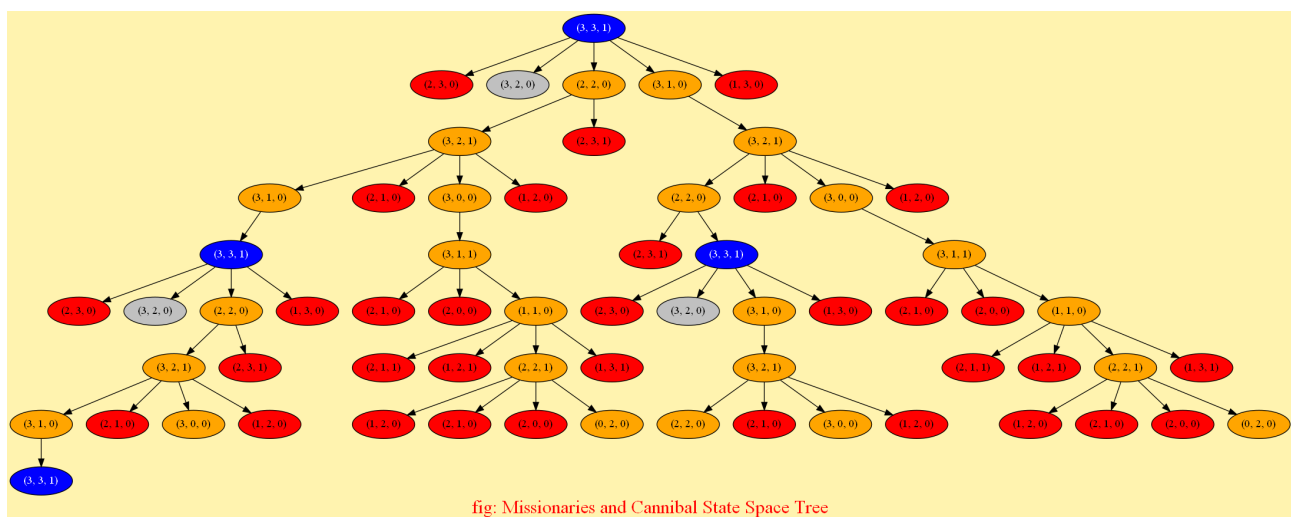 (3, 3, 1)
(2, 3, 0) (3, 2, 0) (2, 2, 0) (3, 1, 0) (1, 3, 0)
(3, 2, 1) (2, 3, 1) (3, 2, 1)
(3, 1, 0) (2, 1, 0) (3, 0, 0) (1, 2, 0) (2, 2, 0) (2, 1, 0) (3, 0, 0) (1, 2, 0)
(3, 3, 1) (3, 1, 1) (2, 3, 1) (3, 3, 1) (3, 1, 1)
(2, 3, 0) (3, 2, 0) (2, 2, 0) (1, 3, 0) (2, 1, 0) (2, 0, 0) (1, 1, 0) (2, 3, 0) (3, 2, 0) (3, 1, 0) (1, 3, 0) (2, 1, 0) (2, 0, 0) (1, 1, 0)
(3, 2, 1) (2, 3, 1) (2, 1, 1) (1, 2, 1) (2, 2, 1) (1, 3, 1) (3, 2, 1) (2, 1, 1) (1, 2, 1) (2, 2, 1) (1, 3, 1)
(3, 1, 0) (2, 1, 0) (3, 0, 0) (1, 2, 0) (1, 2, 0) (2, 1, 0) (2, 0, 0) (0, 2, 0) (2, 2, 0) (2, 1, 0) (3, 0, 0) (1, 2, 0) (1, 2, 0) (2, 1, 0) (2, 0, 0) (0, 2, 0)
(3, 3, 1)
fig: Missionaries and Cannibal State Space Tree